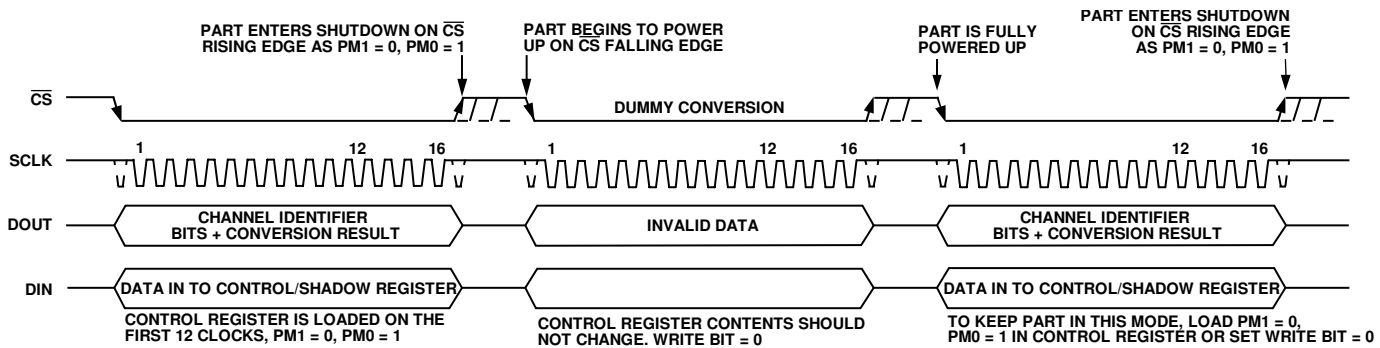 PART ENTERS SHUTDOWN ON CS
RISING EDGE AS PM1 = 0, PM0 = 1
PART BEGINS TO POWER
UP ON CS FALLING EDGE
PART IS FULLY
POWERED UP
PART ENTERS SHUTDOWN
ON CS RISING EDGE
AS PM1 = 0, PM0 = 1
CS
DUMMY CONVERSION
SCLK
1 12 16 1 12 16 1 12 16
DOUT
CHANNEL IDENTIFIER
BITS + CONVERSION RESULT
INVALID DATA
CHANNEL IDENTIFIER
BITS + CONVERSION RESULT
DIN
DATA IN TO CONTROL/SHADOW REGISTER
DATA IN TO CONTROL/SHADOW REGISTER
CONTROL REGISTER IS LOADED ON THE
FIRST 12 CLOCKS, PM1 = 0, PM0 = 1
CONTROL REGISTER CONTENTS SHOULD
NOT CHANGE, WRITE BIT = 0
TO KEEP PART IN THIS MODE, LOAD PM1 = 0,
PM0 = 1 IN CONTROL REGISTER OR SET WRITE BIT = 0